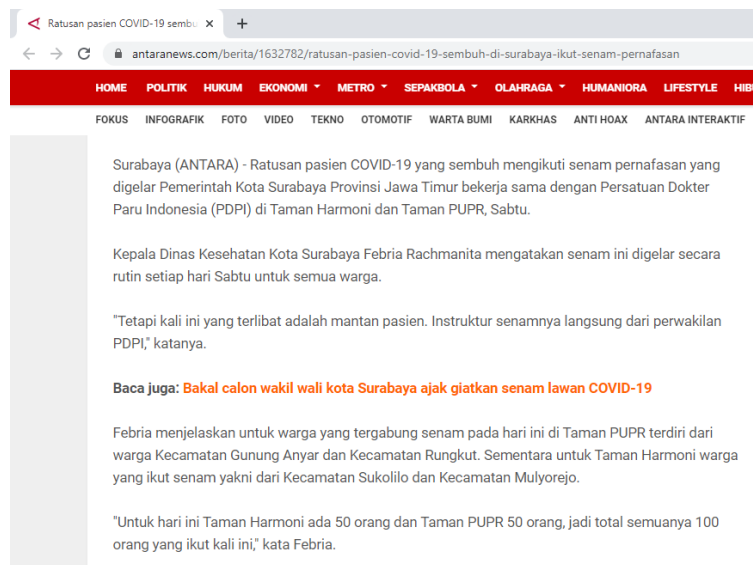 Ratusan pasien COVID-19 sembu
antaranews.com/berita/1632782/ratusan-pasien-covid-19-sembuh-di-surabaya-ikut-senam-pernafasan
HOME POLITIK HUKUM EKONOMI METRO SEPAKBOLA OLAHRAGA HUMANIORA LIFESTYLE HIB
FOKUS INFOGRAFIK FOTO VIDEO TEKNO OTOMOTIF WARTA BUMI KARKHAS ANTI HOAX ANTARA INTERAKTIF
Surabaya (ANTARA) - Ratusan pasien COVID-19 yang sembuh mengikuti senam pernafasan yang
digelar Pemerintah Kota Surabaya Provinsi Jawa Timur bekerja sama dengan Persatuan Dokter
Paru Indonesia (PDPI) di Taman Harmoni dan Taman PUPR, Sabtu.
Kepala Dinas Kesehatan Kota Surabaya Febria Rachmanita mengatakan senam ini digelar secara
rutin setiap hari Sabtu untuk semua warga.
"Tetapi kali ini yang terlibat adalah mantan pasien. Instruktur senamnya langsung dari perwakilan
PDPI," katanya.
Baca juga: Bakal calon wakil wali kota Surabaya ajak giatkan senam lawan COVID-19
Febria menjelaskan untuk warga yang tergabung senam pada hari ini di Taman PUPR terdiri dari
warga Kecamatan Gunung Anyar dan Kecamatan Rungkut. Sementara untuk Taman Harmoni warga
yang ikut senam yakni dari Kecamatan Sukolilo dan Kecamatan Mulyorejo.
"Untuk hari ini Taman Harmoni ada 50 orang dan Taman PUPR 50 orang, jadi total semuanya 100
orang yang ikut kali ini," kata Febria.